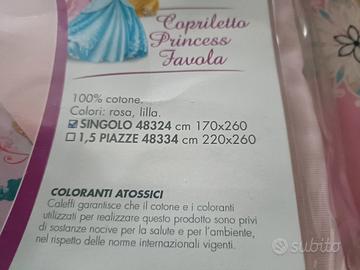 Copriletto
Princess
Favola
100% cotone.
Colori: rosa, lilla.
SINGOLO 48324 cm 170x260
1,5 PIAZZE 48334 cm 220x260
COLORANTI ATOSSICI
Caleffi garantisce che il cotone e i coloranti
utilizzati per realizzare questo prodotto sono privi
di sostanze nocive per la salute e per l'ambiente,
nel rispetto delle norme internazionali vigenti.
subito